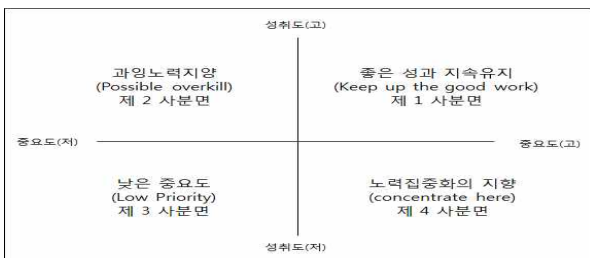 성취도(고)
과잉노력지양
(Possible overkill)
제 2 사분면
좋은 성과 지속유지
(Keep up the good work)
제 1 사분면
중요도(저)
중요도(고)
낮은 중요도
(Low Priority)
제 3 사분면
노력집중화의 지향
(concentrate here)
제 4 사분면
성취도(저)